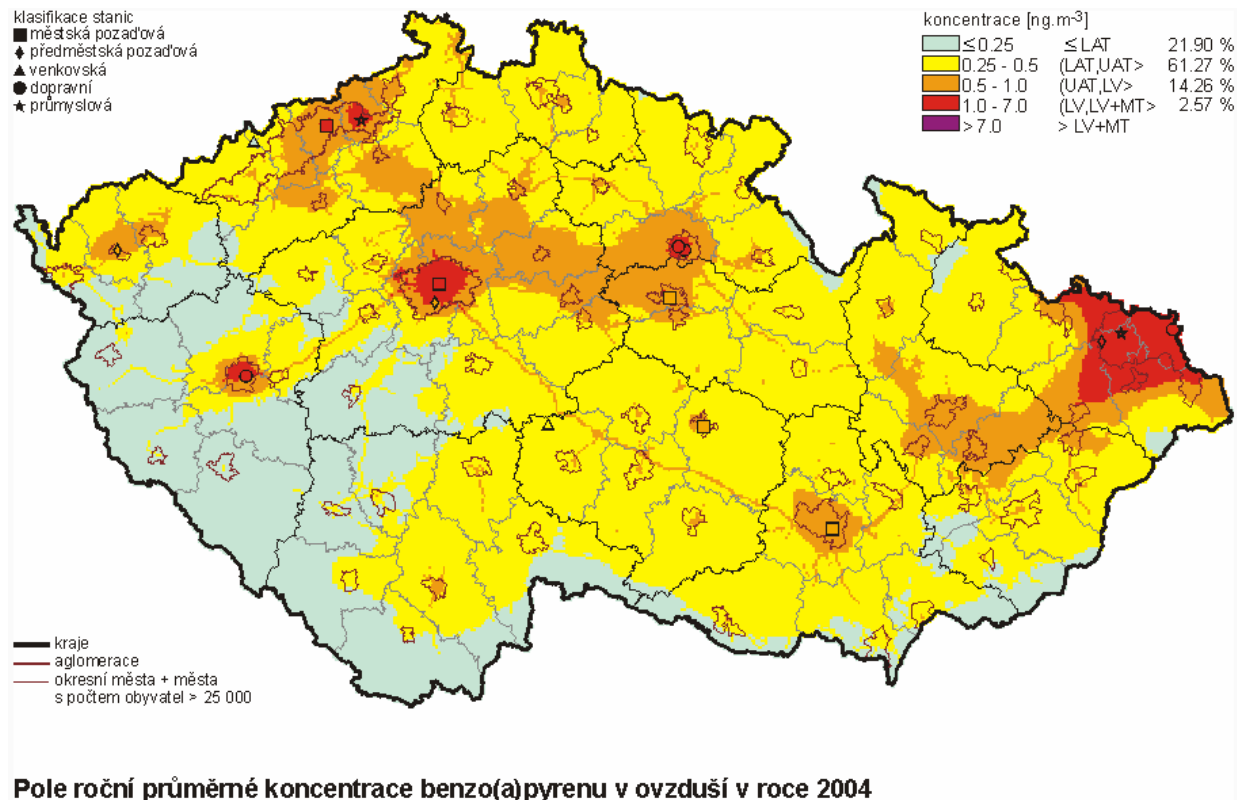 klasifikace stanic
městská pozaďová
předměstská pozaďová
venkovská
dopravní
průmyslová
koncentrace [ng.m-3]
≤0.25 ≤LAT 21.90 %
0.25 - 0.5 (LAT,UAT> 61.27 %
0.5 - 1.0 (UAT,LV> 14.26 %
1.0 - 7.0 (LV,LV+MT> 2.57 %
>7.0 > LV+MT
kraje
aglomerace
okresní města + města
s počtem obyvatel > 25 000
Pole roční průměrné koncentrace benzo(a)pyrenu v ovzduší v roce 2004